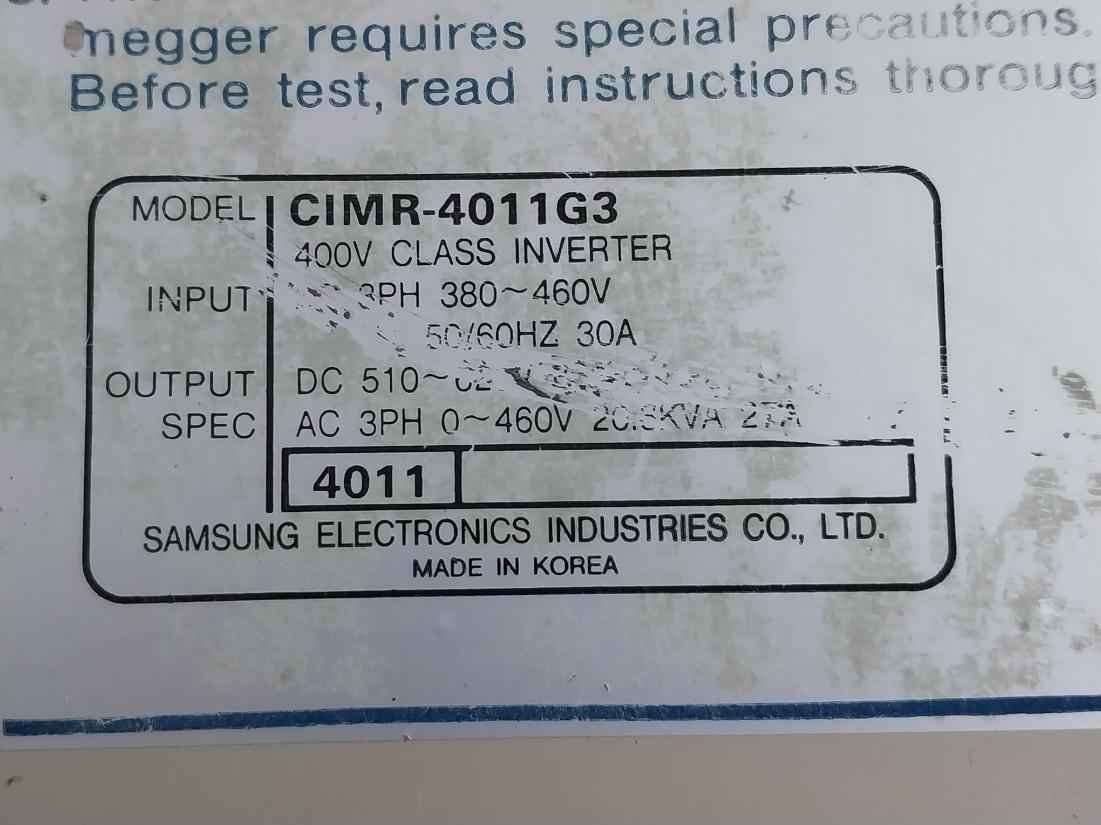 megger requires special precautions.
Before test, read instructions
MODEL CIMR-4011G3
400V CLASS INVERTER
INPUT 3PH 380~460V
50/60HZ 30A
OUTPUT DC 510~
SPEC AC 3PH 0~460V
4011
SAMSUNG ELECTRONICS INDUSTRIES CO., LTD.
MADE IN KOREA